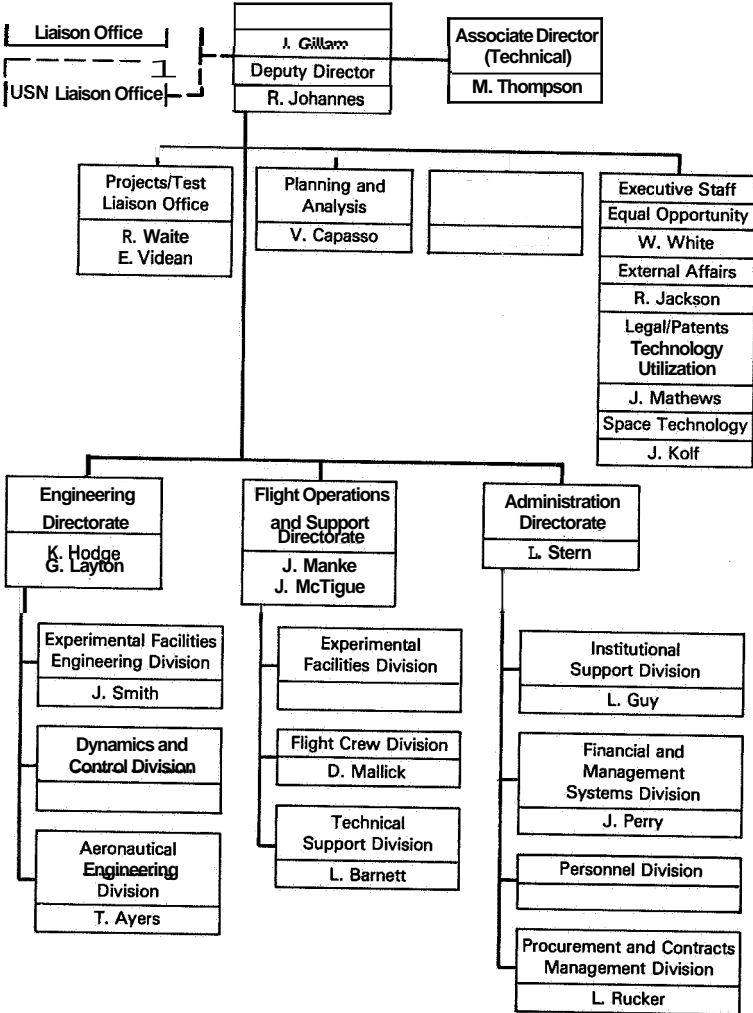 Liaison Office
USN Liaison Office
J. Gillam
Deputy Director
R. Johannes
Associate Director
(Technical)
M. Thompson
Projects/Test
Liaison Office
R. Waite
E. Videan
Planning and
Analysis
V. Capasso
Executive Staff
Equal Opportunity
W. White
External Affairs
R. Jackson
Legal/Patents
Technology
Utilization
J. Mathews
Space Technology
J. Kolf
Engineering
Directorate
K. Hodge
G. Layton
Experimental Facilities
Engineering Division
J. Smith
Dynamics and
Control Division
Aeronautical
Engineering
Division
T. Ayers
Flight Operations
and Support
Directorate
J. Manke
J. McTigue
Experimental
Facilities Division
Flight Crew Division
D. Mallick
Technical
Support Division
L. Barnett
Administration
Directorate
L. Stern
Institutional
Support Division
L. Guy
Financial and
Management
Systems Division
J. Perry
Personnel Division
Procurement and Contracts
Management Division
L. Rucker